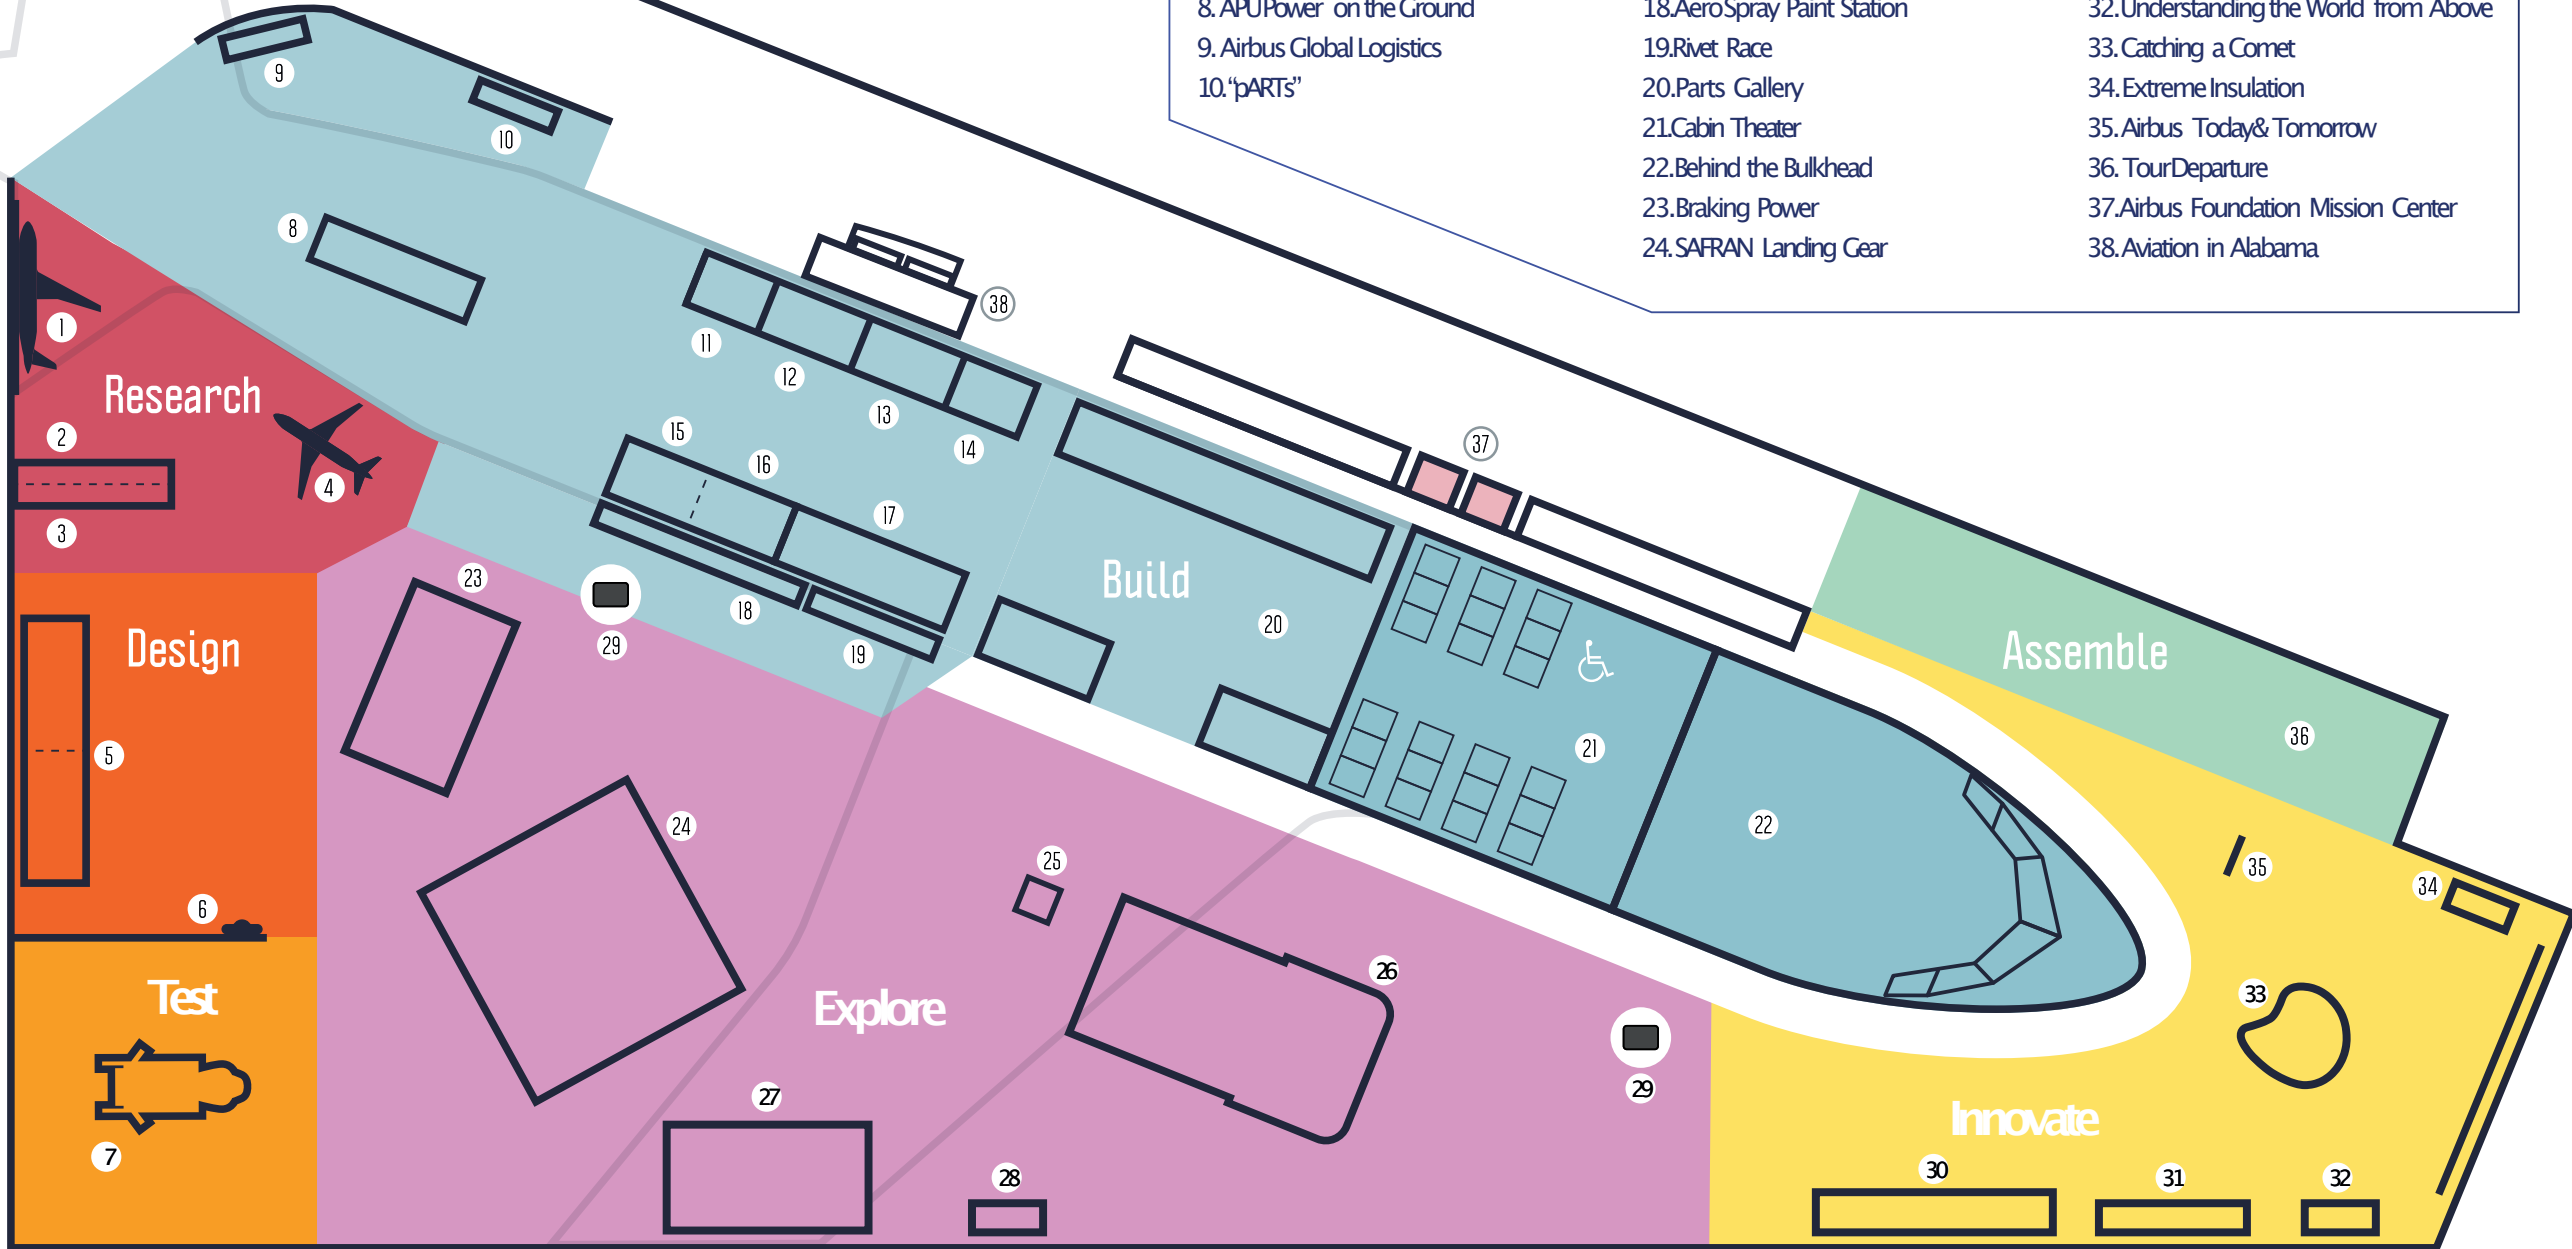 8. APU Power on the Ground
9. Airbus Global Logistics
10. “pARTs”
18. AeroSpray Paint Station
19. Rivet Race
20. Parts Gallery
21. Cabin Theater
22. Behind the Bulkhead
23. Braking Power
24. SAFRAN Landing Gear
32. Understanding the World from Above
33. Catching a Comet
34. Extreme Insulation
35. Airbus Today & Tomorrow
36. Tour Departure
37. Airbus Foundation Mission Center
38. Aviation in Alabama
9
10
8
38
1
11
12
Research
13
2
15
14
37
16
4
17
3
23
Build
18
20
29
19
Design
Assemble
36
21
5
24
22
25
35
34
6
26
33
Test
Explore
29
27
Innovate
7
28
30
31
32